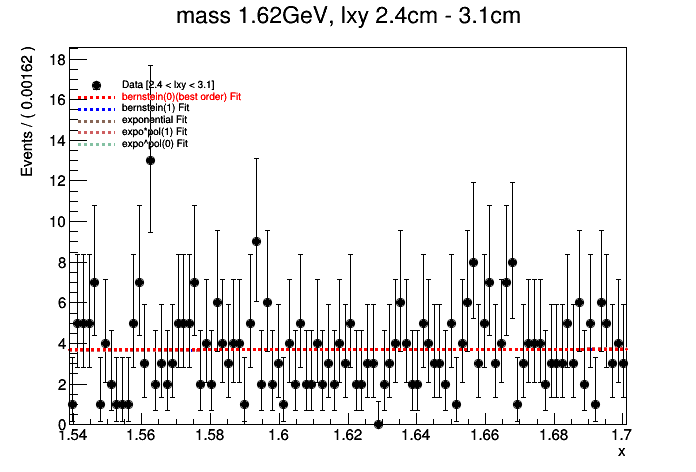 mass 1.62GeV, lxy 2.4cm - 3.1cm
Events / ( 0.00162 )
18
16
14
12
10
8
6
4
2
0
Data [2.4 < lxy < 3.1]
bernstein(0)(best order) Fit
bernstein(1) Fit
exponential Fit
expo*pol(1) Fit
expo^pol(0) Fit
1.54 1.56 1.58 1.6 1.62 1.64 1.66 1.68 1.7
x